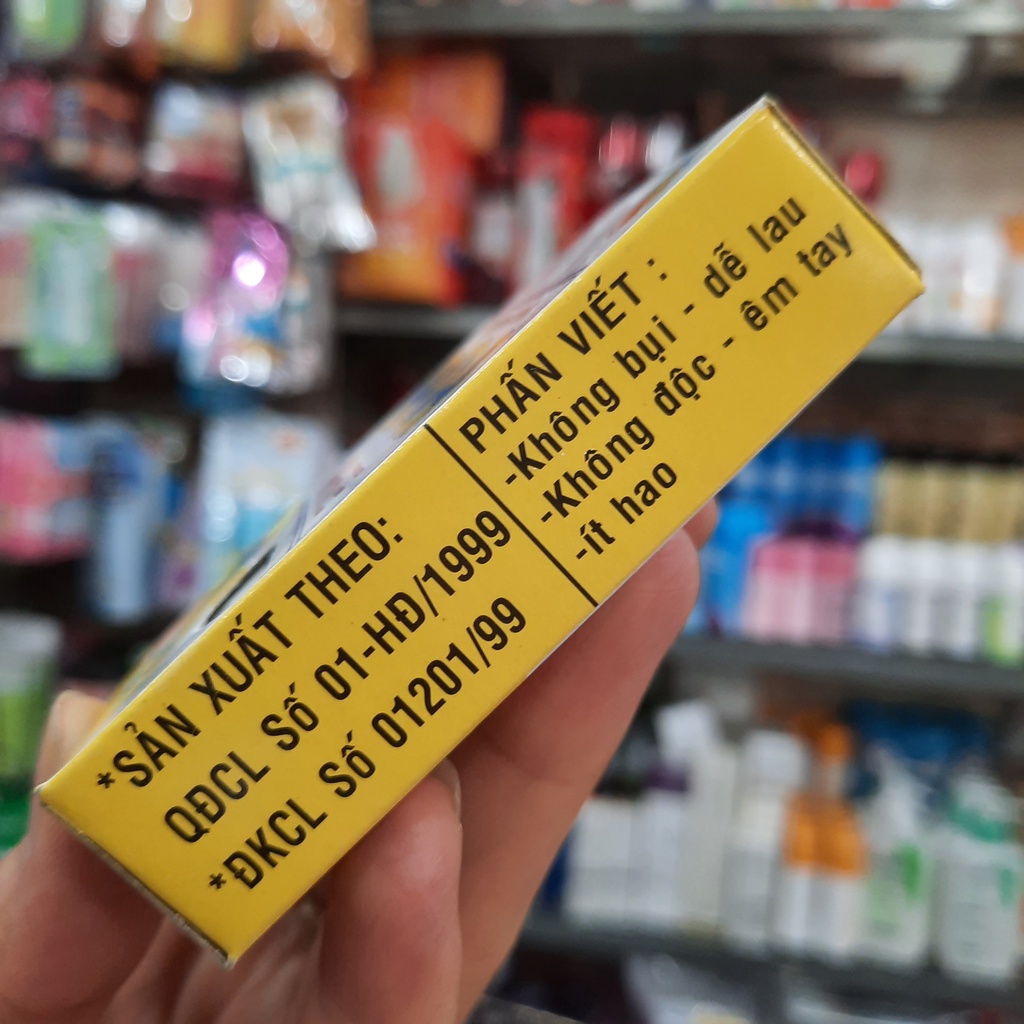 *SẢN XUẤT THEO:
QĐCL Số 01-HĐ/1999
*ĐKCL Số 01201/99
PHẤN VIẾT :
-Không bụi - dễ lau
-Không độc - êm tay
-ít hao